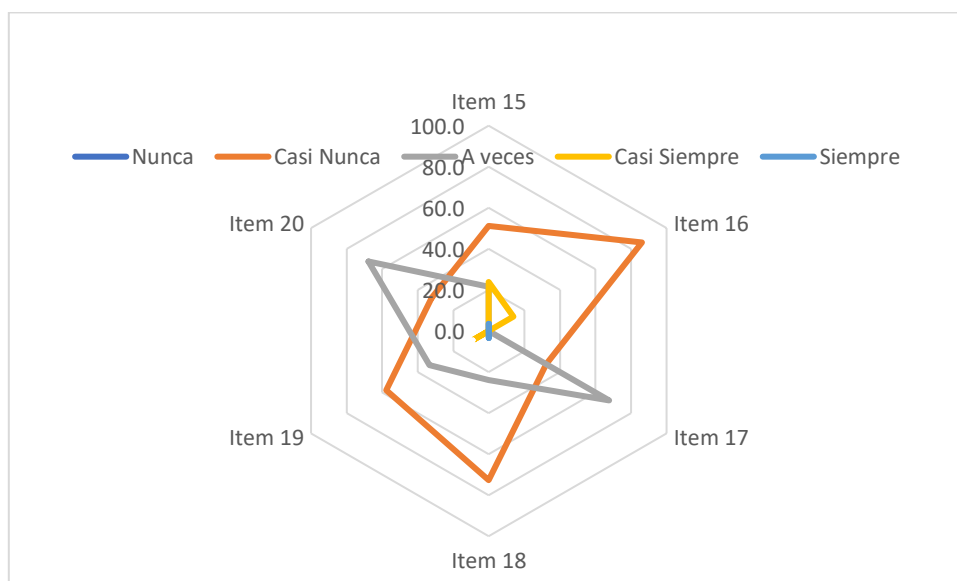 Item 15
100.0
Nunca Casi Nunca A veces Casi Siempre Siempre
80.0
Item 20 60.0 Item 16
40.0
20.0
0.0
Item 19 Item 17
Item 18